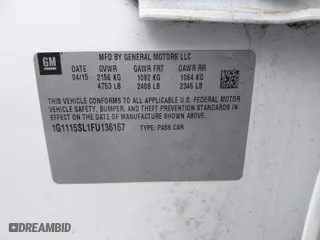 GM
MFD BY GENERAL MOTORS LLC
DATE GVWR GAWR FRT GAWR RR
04/15 2156 KG 1092 KG 1064 KG
4753 LB 2408 LB 2345 LB
THIS VEHICLE CONFORMS TO ALL APPLICABLE U.S. FEDERAL MOTOR
VEHICLE SAFETY, BUMPER, AND THEFT PREVENTION STANDARDS
IN EFFECT ON THE DATE OF MANUFACTURE SHOWN ABOVE.
1G1115SL1FU136167 TYPE: PASS CAR
© AutoBidMaster